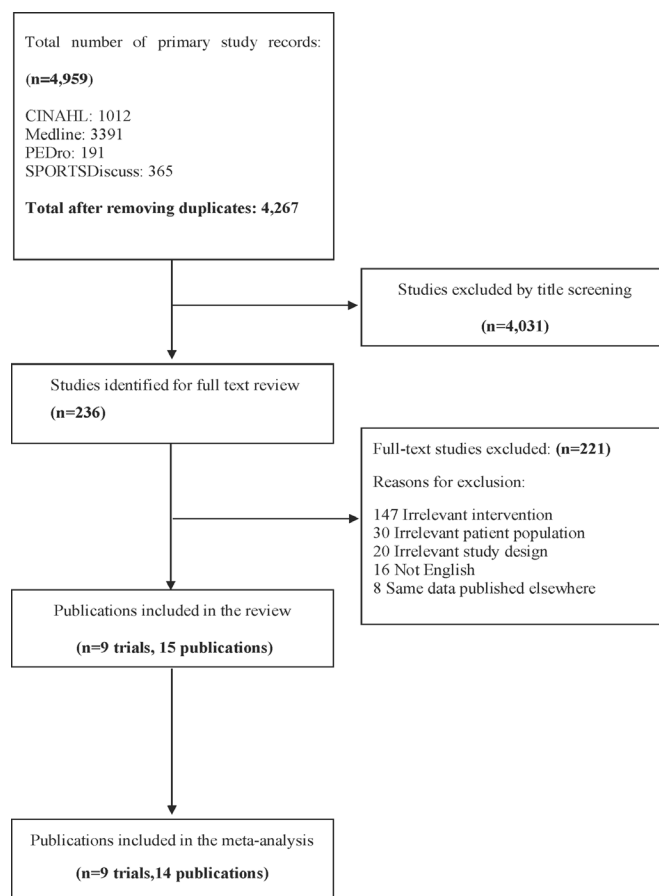 Total number of primary study records:
(n=4,959)
CINAHL: 1012
Medline: 3391
PEDro: 191
SPORTSDiscuss: 365
Total after removing duplicates: 4,267
Studies excluded by title screening
(n=4,031)
Studies identified for full text review
(n=236)
Full-text studies excluded: (n=221)
Reasons for exclusion:
147 Irrelevant intervention
30 Irrelevant patient population
20 Irrelevant study design
16 Not English
8 Same data published elsewhere
Publications included in the review
(n=9 trials, 15 publications)
Publications included in the meta-analysis
(n=9 trials,14 publications)